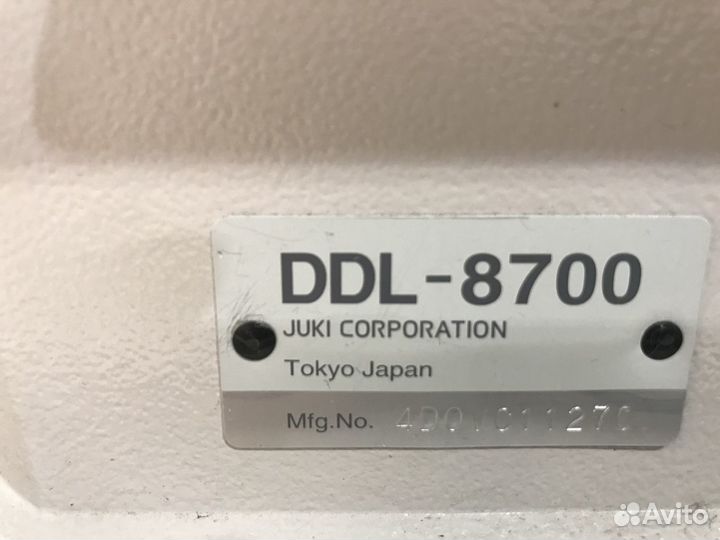 DDL-8700
JUKI CORPORATION
Tokyo Japan
Mfg.No.
Avito